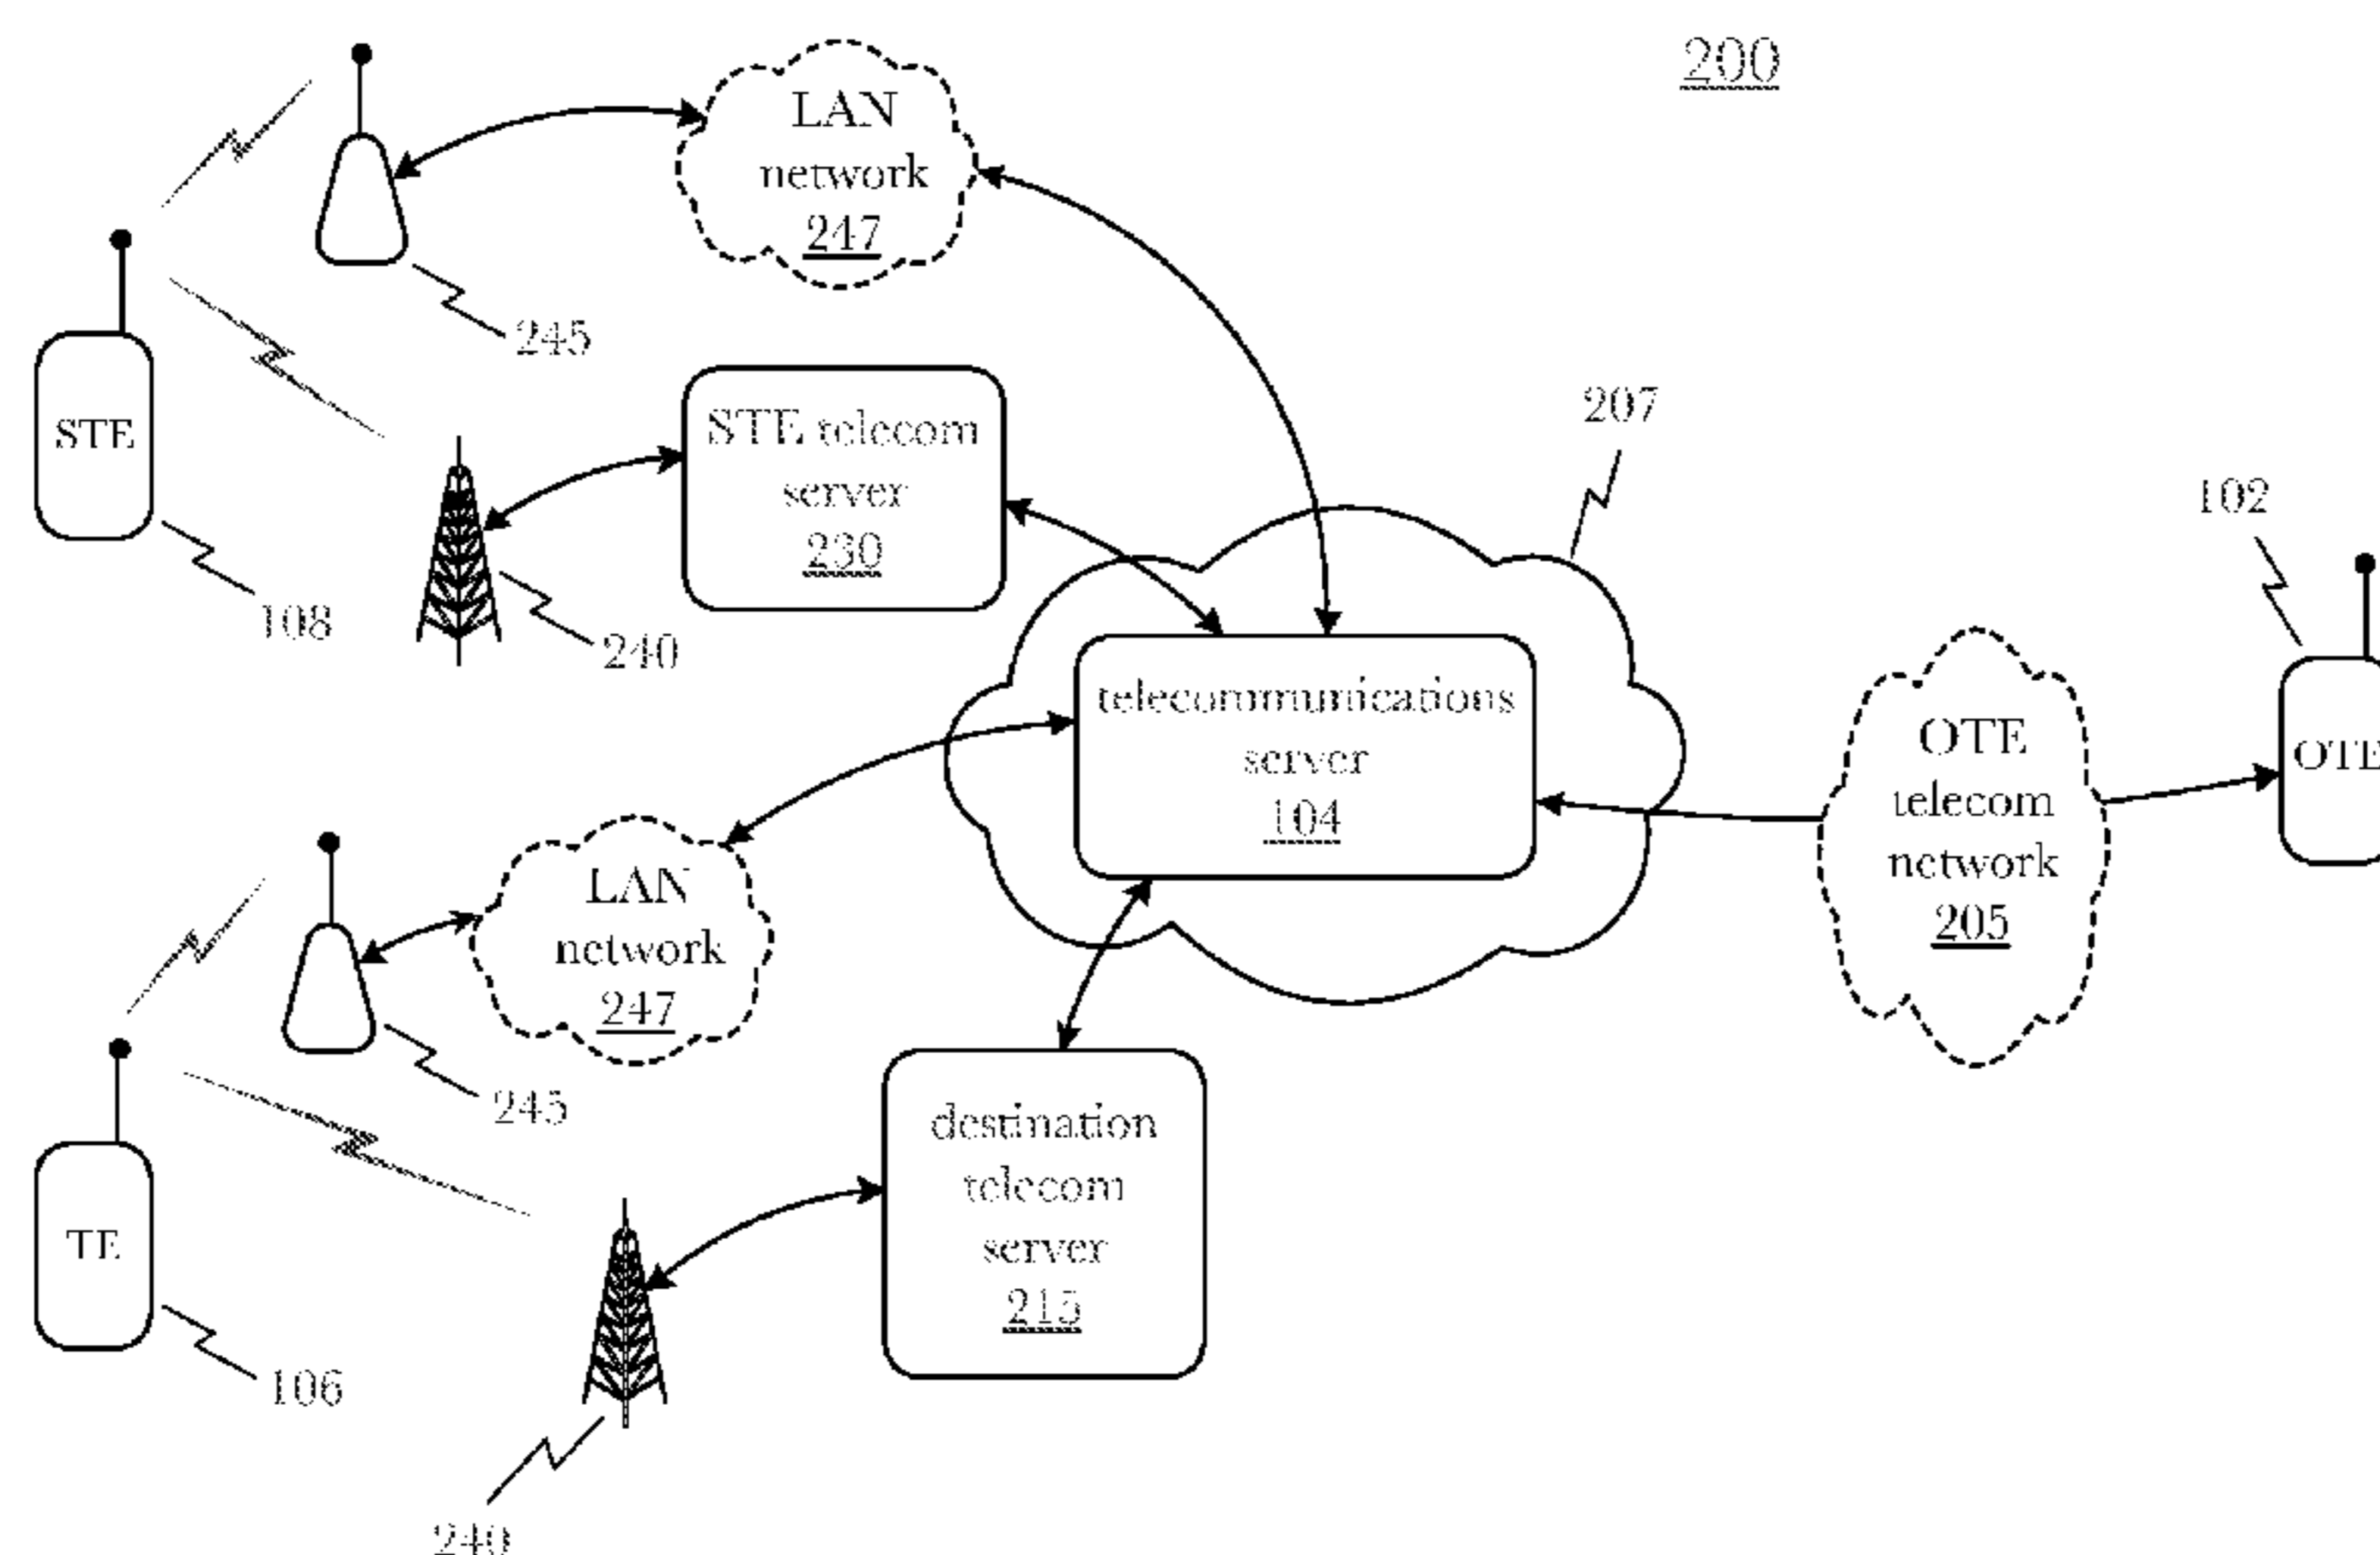 200
LAN
network
247
245
STE
108
STE telecom
server
230
240
207
102
telecommunications
server
104
OTE
telecom
network
205
OTE
LAN
network
247
245
TE
106
destination
telecom
server
215
240